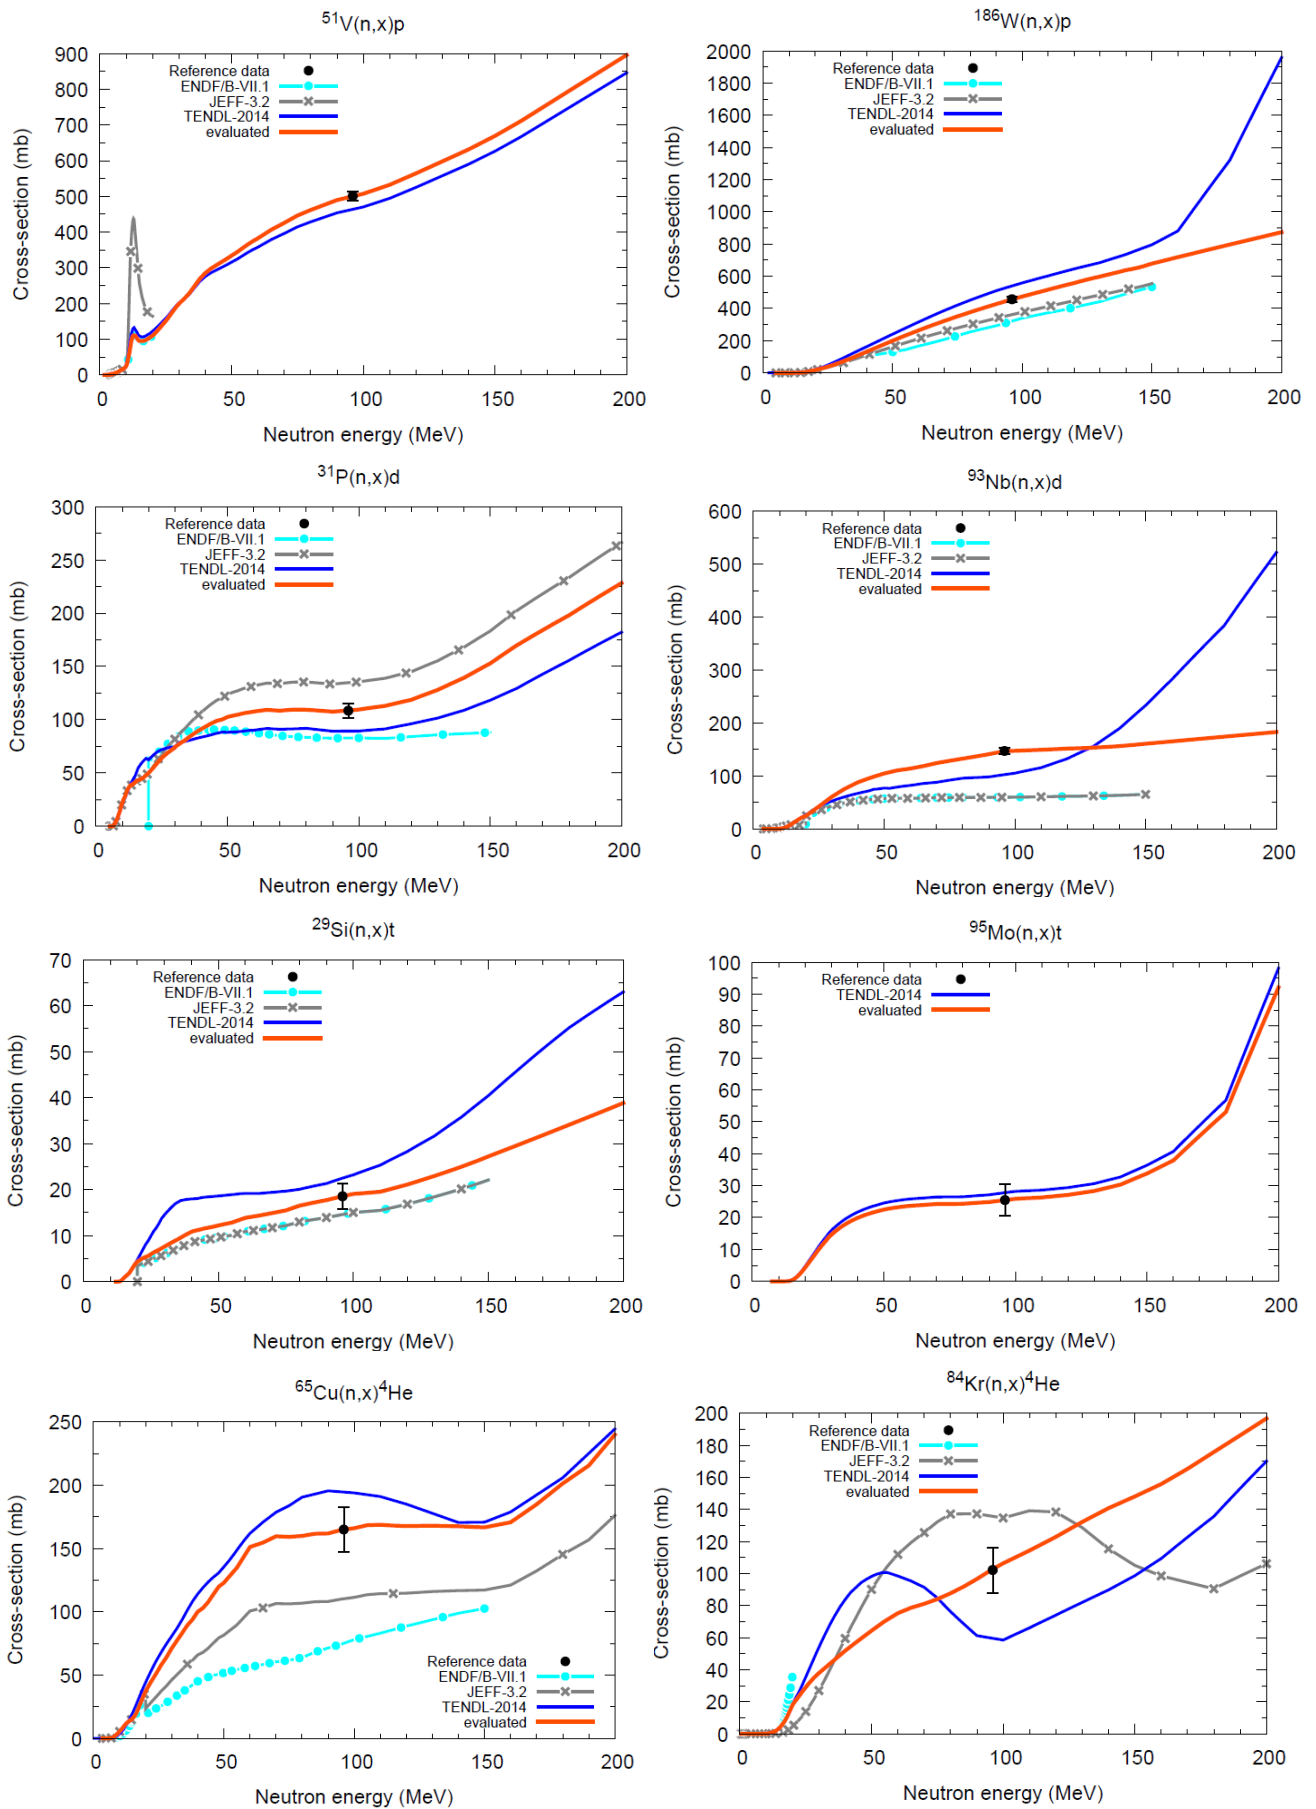 ⁵¹V(n,x)p
Cross-section (mb)
900
800
700
600
500
400
300
200
100
0
Reference data
ENDF/B-VII.1
JEFF-3.2
TENDL-2014
evaluated
0 50 100 150 200
Neutron energy (MeV)
¹⁸⁶W(n,x)p
Cross-section (mb)
2000
1800
1600
1400
1200
1000
800
600
400
200
0
Reference data
ENDF/B-VII.1
JEFF-3.2
TENDL-2014
evaluated
0 50 100 150 200
Neutron energy (MeV)
³¹P(n,x)d
Cross-section (mb)
300
250
200
150
100
50
0
Reference data
ENDF/B-VII.1
JEFF-3.2
TENDL-2014
evaluated
0 50 100 150 200
Neutron energy (MeV)
⁹³Nb(n,x)d
Cross-section (mb)
600
500
400
300
200
100
0
Reference data
ENDF/B-VII.1
JEFF-3.2
TENDL-2014
evaluated
0 50 100 150 200
Neutron energy (MeV)
²⁹Si(n,x)t
Cross-section (mb)
70
60
50
40
30
20
10
0
Reference data
ENDF/B-VII.1
JEFF-3.2
TENDL-2014
evaluated
0 50 100 150 200
Neutron energy (MeV)
⁹⁵Mo(n,x)t
Cross-section (mb)
100
90
80
70
60
50
40
30
20
10
0
Reference data
TENDL-2014
evaluated
0 50 100 150 200
Neutron energy (MeV)
⁶⁵Cu(n,x)⁴He
Cross-section (mb)
250
200
150
100
50
0
Reference data
ENDF/B-VII.1
JEFF-3.2
TENDL-2014
evaluated
0 50 100 150 200
Neutron energy (MeV)
⁸⁴Kr(n,x)⁴He
Cross-section (mb)
200
180
160
140
120
100
80
60
40
20
0
Reference data
ENDF/B-VII.1
JEFF-3.2
TENDL-2014
evaluated
0 50 100 150 200
Neutron energy (MeV)